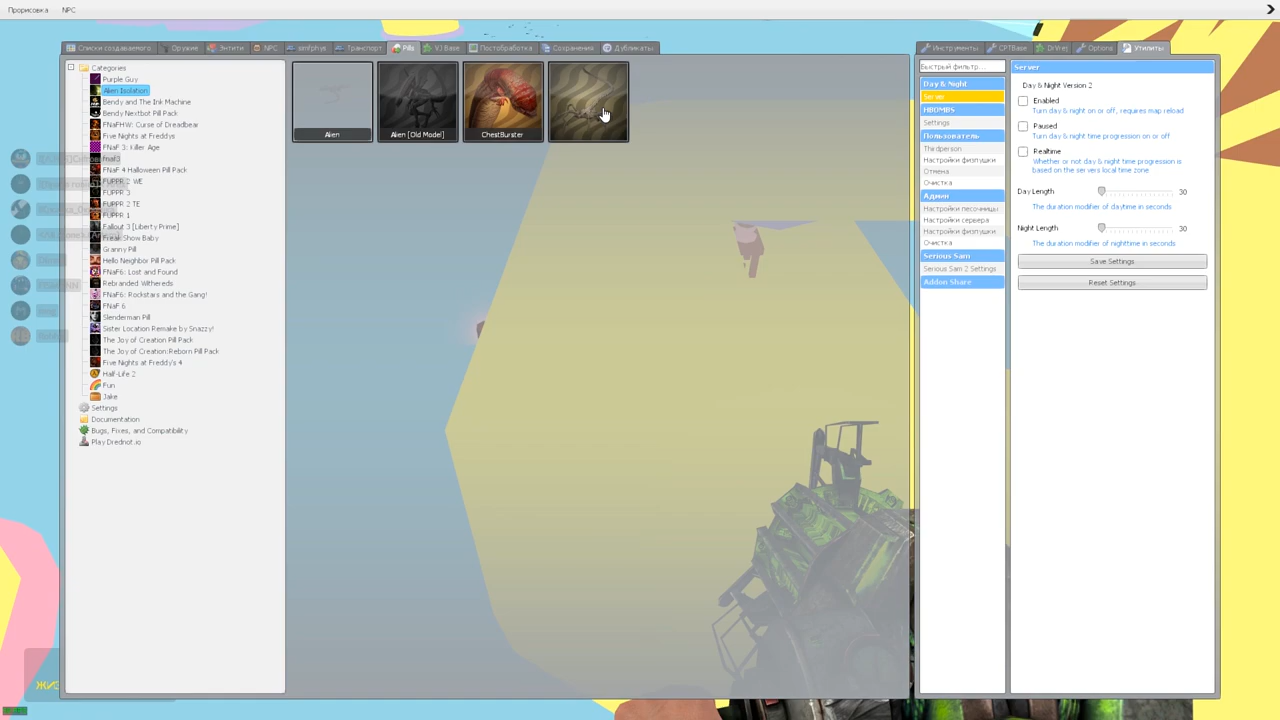 Прорисовка NPC
Списки создаваемого Оружие Энтити NPC simfphys Транспорт Pills VJ Base Постобработка Сохранения Дубликаты
Инструменты CPTBase DrVrej Options Утилиты
Categories
Purple Guy
Alien Isolation
Bendy and The Ink Machine
Bendy Nextbot Pill Pack
FNaFHW: Curse of Dreadbear
Five Nights at Freddys
FNAF 3: Killer Age
fnaf3
FNaF 4 Halloween Pill Pack
FUPPR 2 WE
FUPPR 3
FUPPR 2 TE
FUPPR 1
Fallout 3 [Liberty Prime]
Freak Show Baby
Granny Pill
Hello Neighbor Pill Pack
FNaF6: Lost and Found
Rebranded Withereds
FNaF6: Rockstars and the Gang!
FNAF 6
Slenderman Pill
Sister Location Remake by Snazzy!
The Joy of Creation Pill Pack
The Joy of Creation:Reborn Pill Pack
Five Nights at Freddy's 4
Half-Life 2
Fun
Jake
Settings
Documentation
Bugs, Fixes, and Compatibility
Play Drednot.io
Alien
Alien [Old Model]
ChestBurster
Быстрый фильтр...
Day & Night
Server
HBOMBS
Settings
Пользователь
Thirdperson
Настройки физпушки
Отмена
Очистка
Админ
Настройки песочницы
Настройки сервера
Настройки физпушки
Очистка
Serious Sam
Serious Sam 2 Settings
Addon Share
Server
Day & Night Version 2
Enabled
Turn day & night on or off, requires map reload
Paused
Turn day & night time progression on or off
Realtime
Whether or not day & night time progression is
based on the servers local time zone
Day Length 30
The duration modifier of daytime in seconds
Night Length 30
The duration modifier of nighttime in seconds
Save Settings
Reset Settings